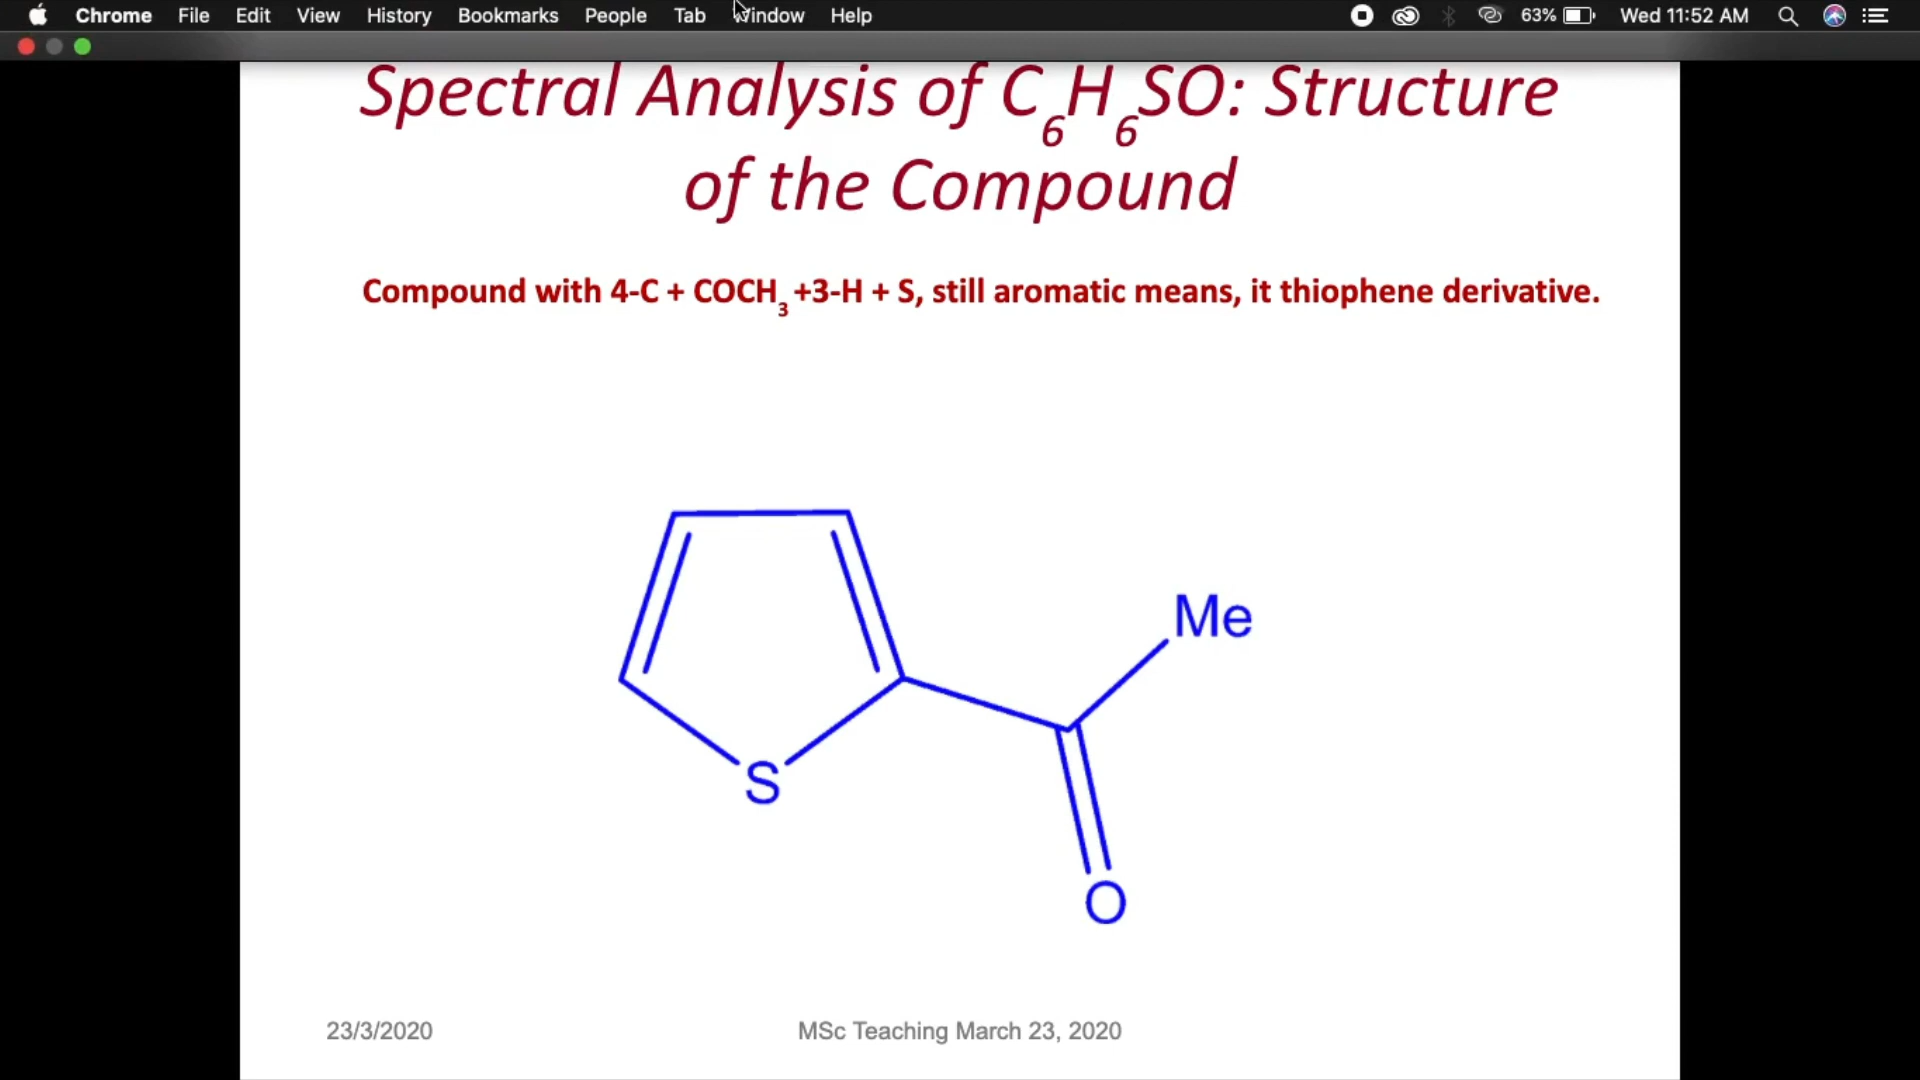 Chrome File Edit View History Bookmarks People Tab Window Help 63% Wed 11:52 AM
Spectral Analysis of C6H6SO: Structure
of the Compound
Compound with 4-C + COCH3 +3-H + S, still aromatic means, it thiophene derivative.
Me
S
O
23/3/2020 MSc Teaching March 23, 2020